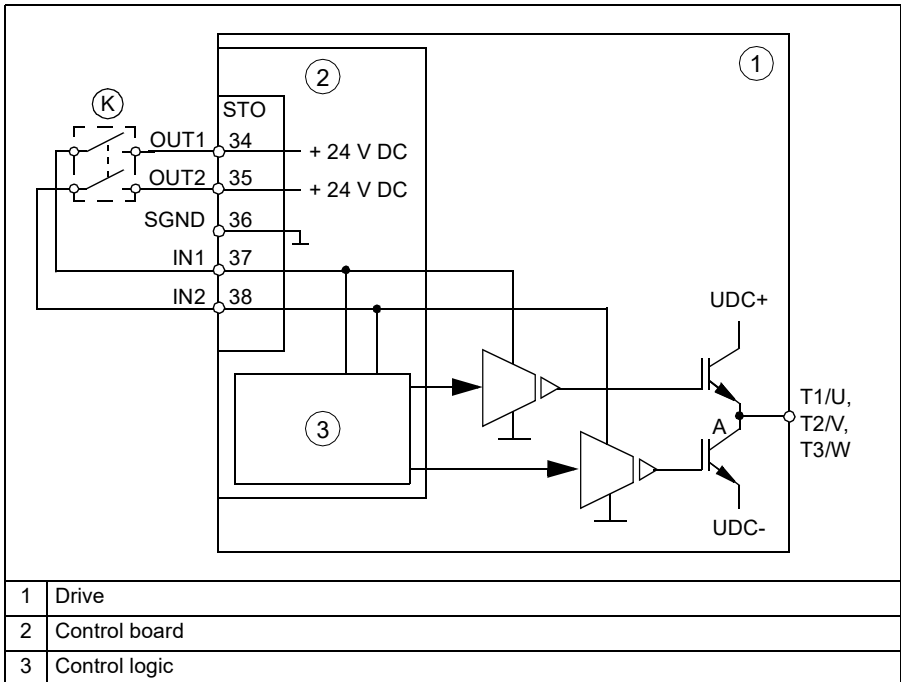 1
2
K
STO
OUT1 34 + 24 V DC
OUT2 35 + 24 V DC
SGND 36
IN1 37
IN2 38
UDC+
3
A
T1/U,
T2/V,
T3/W
UDC-
1 Drive
2 Control board
3 Control logic